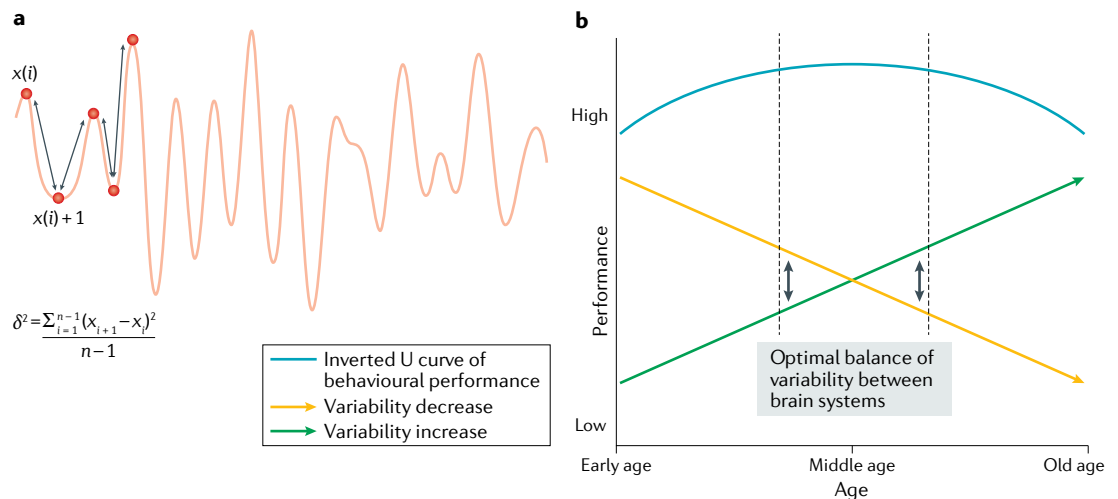 a
x(i)
x(i) + 1
δ² = Σ_{i=1}^{n−1}(x_{i+1} − x_i)²
n − 1
Inverted U curve of
behavioural performance
Variability decrease
Variability increase
b
High
Performance
Low
Optimal balance of
variability between
brain systems
Early age
Middle age
Old age
Age